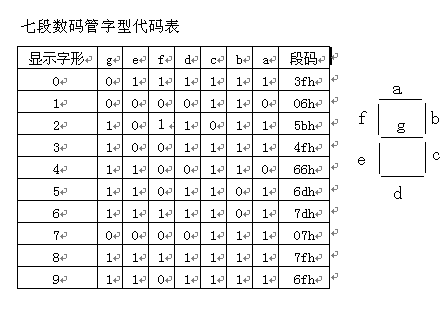 七段数码管字型代码表
显示字形 g e f d c b a 段码
0 0 1 1 1 1 1 1 3fh
1 0 0 0 0 1 1 0 06h
2 1 0 1 1 0 1 1 5bh
3 1 0 0 1 1 1 1 4fh
4 1 1 0 0 1 1 0 66h
5 1 1 0 1 1 0 1 6dh
6 1 1 1 1 1 0 1 7dh
7 0 0 0 0 1 1 1 07h
8 1 1 1 1 1 1 1 7fh
9 1 1 0 1 1 1 1 6fh
a
f b
g
e c
d